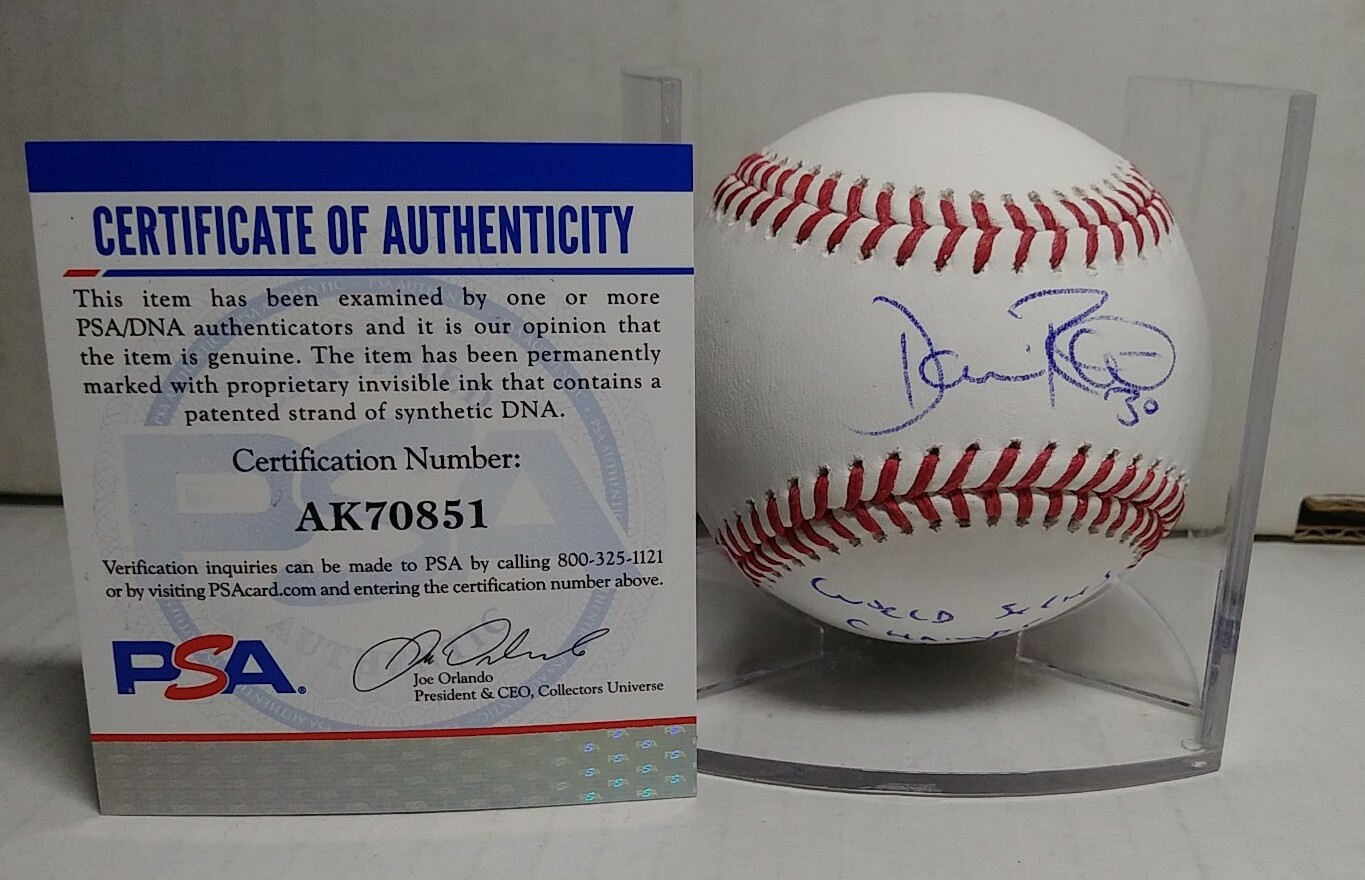 CERTIFICATE OF AUTHENTICITY
This item has been examined by one or more
PSA/DNA authenticators and it is our opinion that
the item is genuine. The item has been permanently
marked with proprietary invisible ink that contains a
patented strand of synthetic DNA.
Certification Number:
AK70851
Verification inquiries can be made to PSA by calling 800-325-1121
or by visiting PSAcard.com and entering the certification number above.
PSA®
Joe Orlando
President & CEO, Collectors Universe
30
WORLD